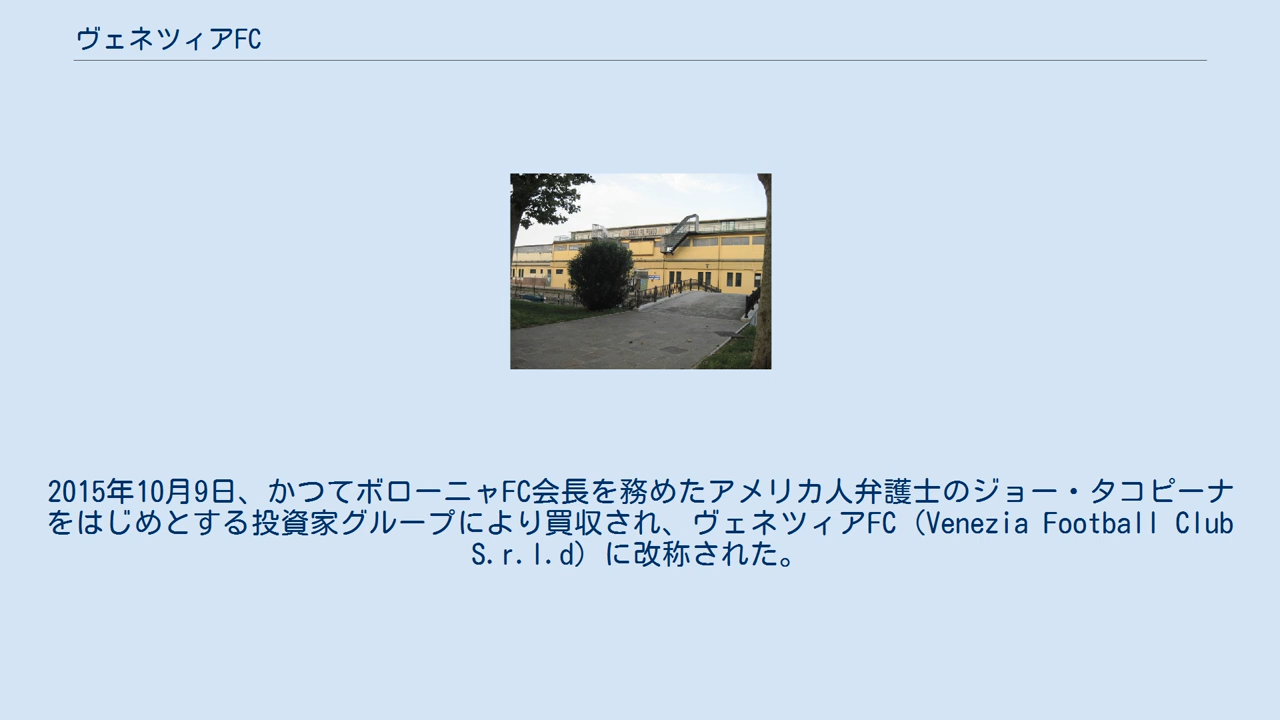 ヴェネツィアFC
2015年10月9日、かつてボローニャFC会長を務めたアメリカ人弁護士のジョー・タコピーナ
をはじめとする投資家グループにより買収され、ヴェネツィアFC（Venezia Football Club
S.r.l.d）に改称された。